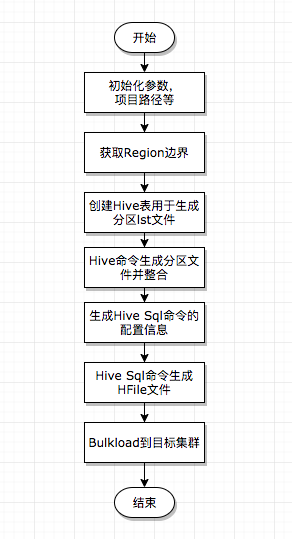 开始
初始化参数，
项目路径等
获取Region边界
创建Hive表用于生成
分区lst文件
Hive命令生成分区文
件并整合
生成Hive Sql命令的
配置信息
Hive Sql命令生成
HFile文件
Bulkload到目标集群
结束